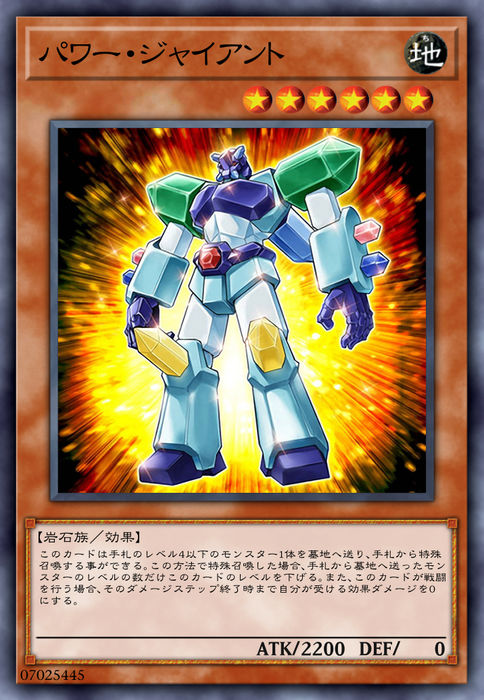 パワー・ジャイアント
ち
地
【岩石族／効果】
このカードは手札のレベル4以下のモンスター1体を墓地へ送り、手札から特殊
召喚する事ができる。この方法で特殊召喚した場合、手札から墓地へ送ったモン
スターのレベルの数だけこのカードのレベルを下げる。また、このカードが戦闘
を行う場合、そのダメージステップ終了時まで自分が受ける効果ダメージを0
にする。
ATK/2200 DEF/ 0
07025445